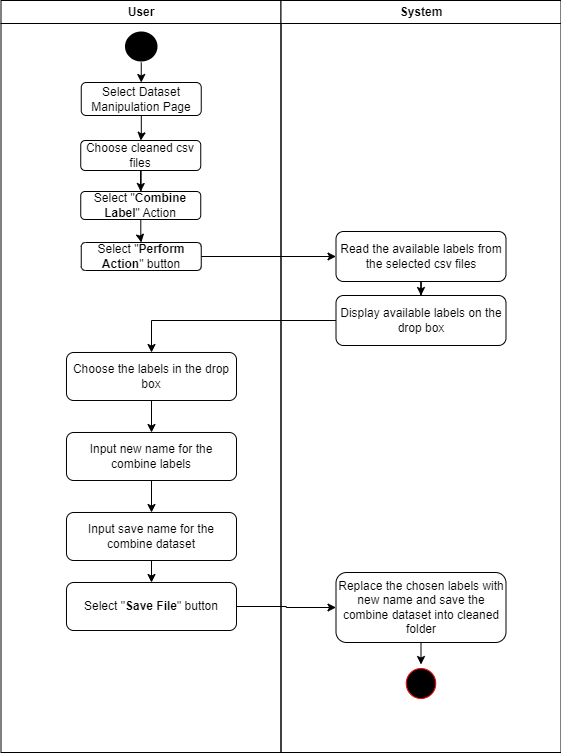 User
System
Select Dataset
Manipulation Page
Choose cleaned csv
files
Select "Combine
Label" Action
Select "Perform
Action" button
Read the available labels from
the selected csv files
Display available labels on the
drop box
Choose the labels in the drop
box
Input new name for the
combine labels
Input save name for the
combine dataset
Select "Save File" button
Replace the chosen labels with
new name and save the
combine dataset into cleaned
folder